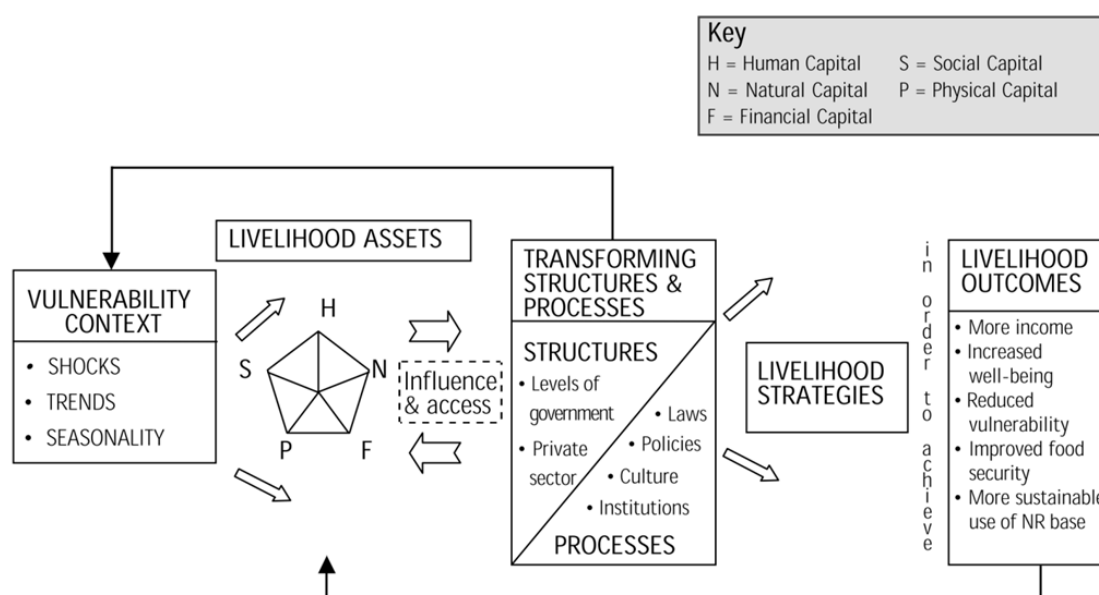 Key
H = Human Capital S = Social Capital
N = Natural Capital P = Physical Capital
F = Financial Capital
LIVELIHOOD ASSETS
VULNERABILITY
CONTEXT
• SHOCKS
• TRENDS
• SEASONALITY
H
S
N
P
F
Influence
& access
TRANSFORMING
STRUCTURES &
PROCESSES
STRUCTURES
• Levels of
government
• Private
sector
• Laws
• Policies
• Culture
• Institutions
PROCESSES
LIVELIHOOD
STRATEGIES
in order to achieve
LIVELIHOOD
OUTCOMES
• More income
• Increased
well-being
• Reduced
vulnerability
• Improved food
security
• More sustainable
use of NR base